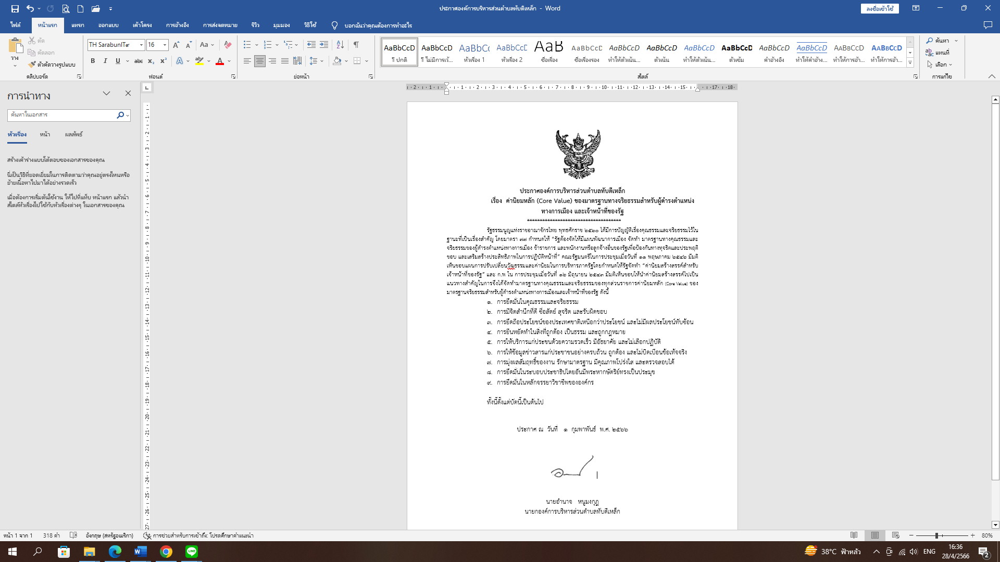 ประกาศองค์การบริหารส่วนตำบลทับตีเหล็ก - Word
ลงชื่อเข้าใช้
ไฟล์ หน้าแรก แทรก ออกแบบ เค้าโครง การอ้างอิง การส่งจดหมาย รีวิว มุมมอง วิธีใช้ บอกฉันว่าคุณต้องการทำอะไร
วาง
ตัด
คัดลอก
ตัวคัดวางรูปแบบ
คลิปบอร์ด
TH SarabunIT๙ 16
ฟอนต์
ย่อหน้า
AaBbCcD AaBbCcD AaBbCc AaBbCcD AaB AaBbCcD AaBbCcD AaBbCcD AaBbCcD AaBbCcD AaBbCcD AaBbCcD AaBbCcD AaBbCcD
¶ ปกติ ¶ ไม่มีการเว้... หัวเรื่อง 1 หัวเรื่อง 2 ชื่อเรื่อง ชื่อเรื่องรอง ทำให้ตัวเน้น... ตัวเน้น ทำให้ตัวเน้น... ตัวเข้ม คำอ้างอิง ทำให้คำอ้าง... ทำให้การอ้า... ทำให้การอ้า...
สไตล์
ค้นหา
แทนที่
เลือก
การแก้ไข
การนำทาง
ค้นหาในเอกสาร
หัวเรื่อง หน้า ผลลัพธ์
สร้างเค้าร่างแบบโต้ตอบของเอกสารของคุณ
นี่เป็นวิธีที่ยอดเยี่ยมในการติดตามว่าคุณอยู่ตรงไหนหรือ
ย้ายเนื้อหาไปมาได้อย่างรวดเร็ว
เมื่อต้องการเริ่มต้นใช้งาน ให้ไปที่แท็บ หน้าแรก แล้วนำ
สไตล์หัวเรื่องไปใช้กับหัวเรื่องต่างๆ ในเอกสารของคุณ
ประกาศองค์การบริหารส่วนตำบลทับตีเหล็ก
เรื่อง ค่านิยมหลัก (Core Value) ของมาตรฐานทางจริยธรรมสำหรับผู้ดำรงตำแหน่ง
ทางการเมือง และเจ้าหน้าที่ของรัฐ
************************************
รัฐธรรมนูญแห่งราชอาณาจักรไทย พุทธศักราช ๒๕๖๐ ได้มีการบัญญัติเรื่องคุณธรรมและจริยธรรมไว้ใน
ฐานะที่เป็นเรื่องสำคัญ โดยมาตรา ๗๗ กำหนดให้ “รัฐต้องจัดให้มีแผนพัฒนาการเมือง จัดทำ มาตรฐานทางคุณธรรมและ
จริยธรรมของผู้ดำรงตำแหน่งทางการเมือง ข้าราชการ และพนักงานหรือลูกจ้างอื่นของรัฐเพื่อป้องกันทางทุจริตและประพฤติ
ชอบ และเสริมสร้างประสิทธิภาพในการปฏิบัติหน้าที่” คณะรัฐมนตรีในการประชุมเมื่อวันที่ ๑๑ พฤษภาคม ๒๕๔๒ มีมติ
เห็นชอบแผนการปรับเปลี่ยนวัฒธรรมและค่านิยมในการบริหารภาครัฐโดยกำหนดให้รัฐจัดทำ “ค่านิยมสร้างสรรค์สำหรับ
เจ้าหน้าที่ของรัฐ” และ ก.พ ใน การประชุมเมื่อวันที่ ๑๒ มิถุนายน ๒๕๔๓ มีมติเห็นชอบให้นำค่านิยมสร้างสรรค์ไปเป็น
แนวทางสำคัญในการจึงได้จัดทำมาตรฐานทางคุณธรรมและจริยธรรมของทุกส่วนราชการค่านิยมหลัก (Core Value) ของ
มาตรฐานจริยธรรมสำหรับผู้ดำรงตำแหน่งทางการเมืองและเจ้าหน้าที่ของรัฐ ดังนี้
๑. การยึดมั่นในคุณธรรมและจริยธรรม
๒. การมีจิตสำนึกที่ดี ซื่อสัตย์ สุจริต และรับผิดชอบ
๓. การยึดถือประโยชน์ของประเทศชาติเหนือกว่าประโยชน์ และไม่มีผลประโยชน์ทับซ้อน
๔. การยืนหยัดทำในสิ่งที่ถูกต้อง เป็นธรรม และถูกกฎหมาย
๕. การให้บริการแก่ประชนด้วยความรวดเร็ว มีอัธยาศัย และไม่เลือกปฏิบัติ
๖. การให้ข้อมูลข่าวสารแก่ประชาชนอย่างครบถ้วน ถูกต้อง และไม่บิดเบือนข้อเท็จจริง
๗. การมุ่งผลสัมฤทธิ์ของงาน รักษามาตรฐาน มีคุณภาพโปร่งใส และตรวจสอบได้
๘. การยึดมั่นในระบอบประชาธิปไตยอันมีพระหากษัตริย์ทรงเป็นประมุข
๙. การยึดมั่นในหลักจรรยาวิชาชีพขององค์กร
ทั้งนี้ตั้งแต่บัดนี้เป็นต้นไป
ประกาศ ณ วันที่ ๑ กุมพาพันธ์ พ.ศ. ๒๕๖๖
นายอำนาจ หนูมงกุฎ
นายกองค์การบริหารส่วนตำบลทับตีเหล็ก
หน้า 1 จาก 1 318 คำ อังกฤษ (สหรัฐอเมริกา) การช่วยสำหรับการเข้าถึง: โปรดศึกษาคำแนะนำ
80%
38°C ฟ้าหลัว
ENG
16:36
28/4/2566
2